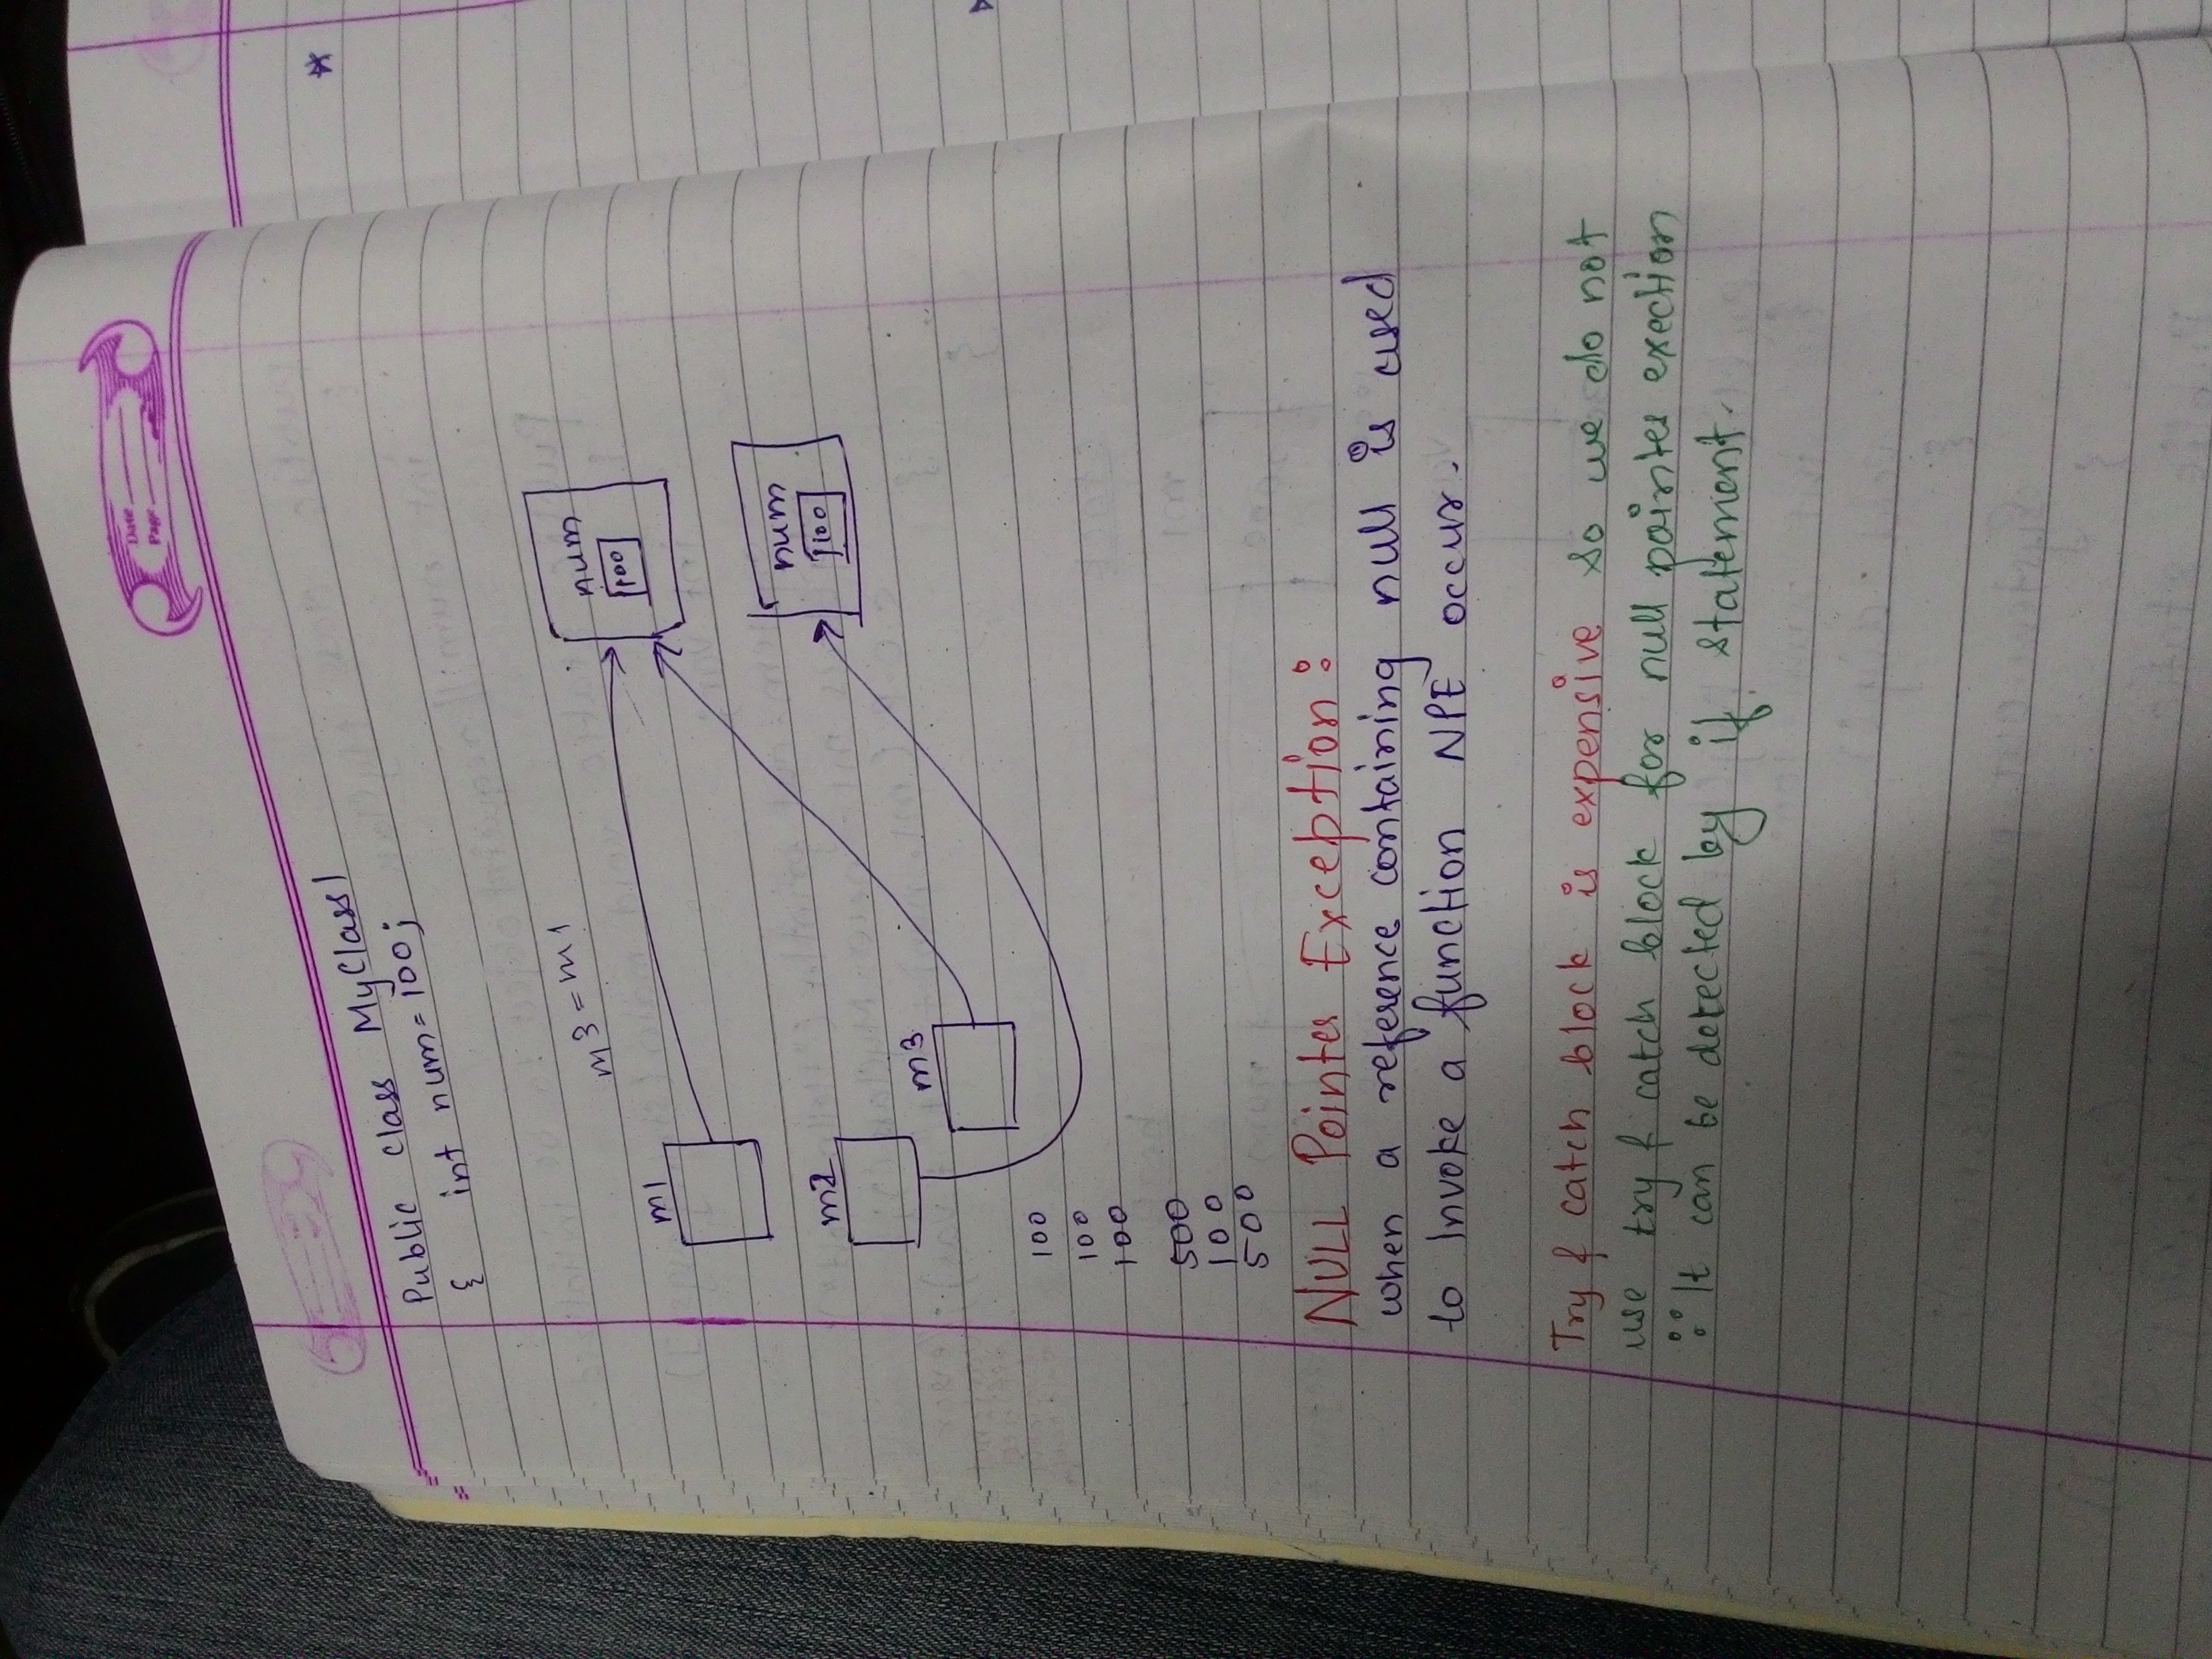 Date
Page
Public class MyClass1
{ int num=100;
m3=m1
num
100
m1
num
100
m2
m3
100
100
100
500
100
500
NULL Pointer Exception:
when a reference containing null is used
to Invoke a function NPE occur.
Try & catch block is expensive so we do not
use try & catch block for null pointer exection
∵ It can be detected by if statement.